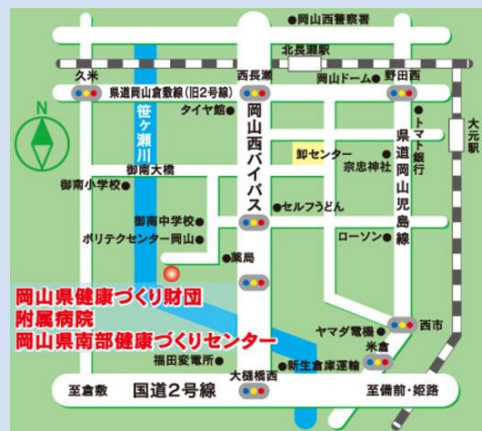 岡山西警察署
北長瀬駅
久米
西長瀬
岡山ドーム
野田西
県道岡山倉敷線(旧2号線)
タイヤ館
笹ヶ瀬川
岡山西バイパス
トマト銀行
大元駅
N
卸センター
宗忠神社
県道岡山児島線
御南大橋
御南小学校
セルフうどん
御南中学校
ポリテクセンター岡山
ローソン
薬局
岡山県健康づくり財団
附属病院
岡山県南部健康づくりセンター
ヤマダ電機
西市
米倉
福田変電所
新生倉庫運輸
至倉敷
国道2号線
大樋橋西
至備前・姫路